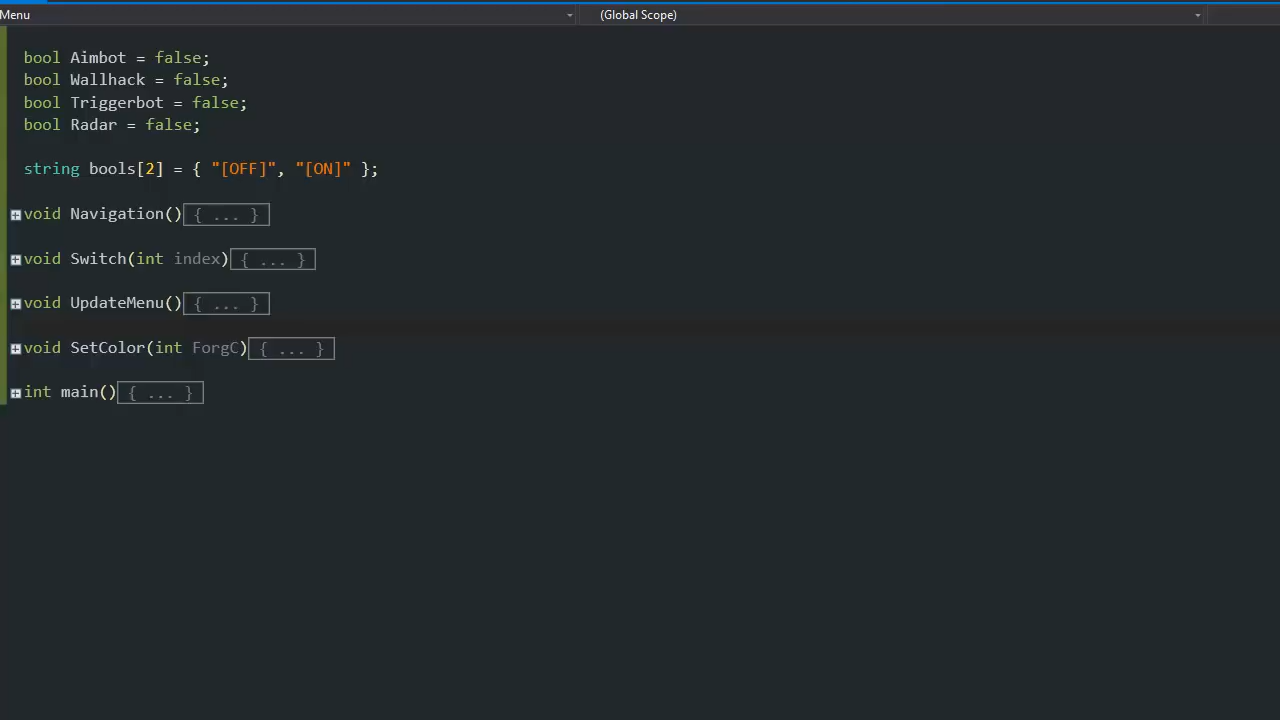 Menu (Global Scope)
bool Aimbot = false;
bool Wallhack = false;
bool Triggerbot = false;
bool Radar = false;
string bools[2] = { "[OFF]", "[ON]" };
void Navigation(){ ... }
void Switch(int index){ ... }
void UpdateMenu(){ ... }
void SetColor(int ForgC){ ... }
int main(){ ... }